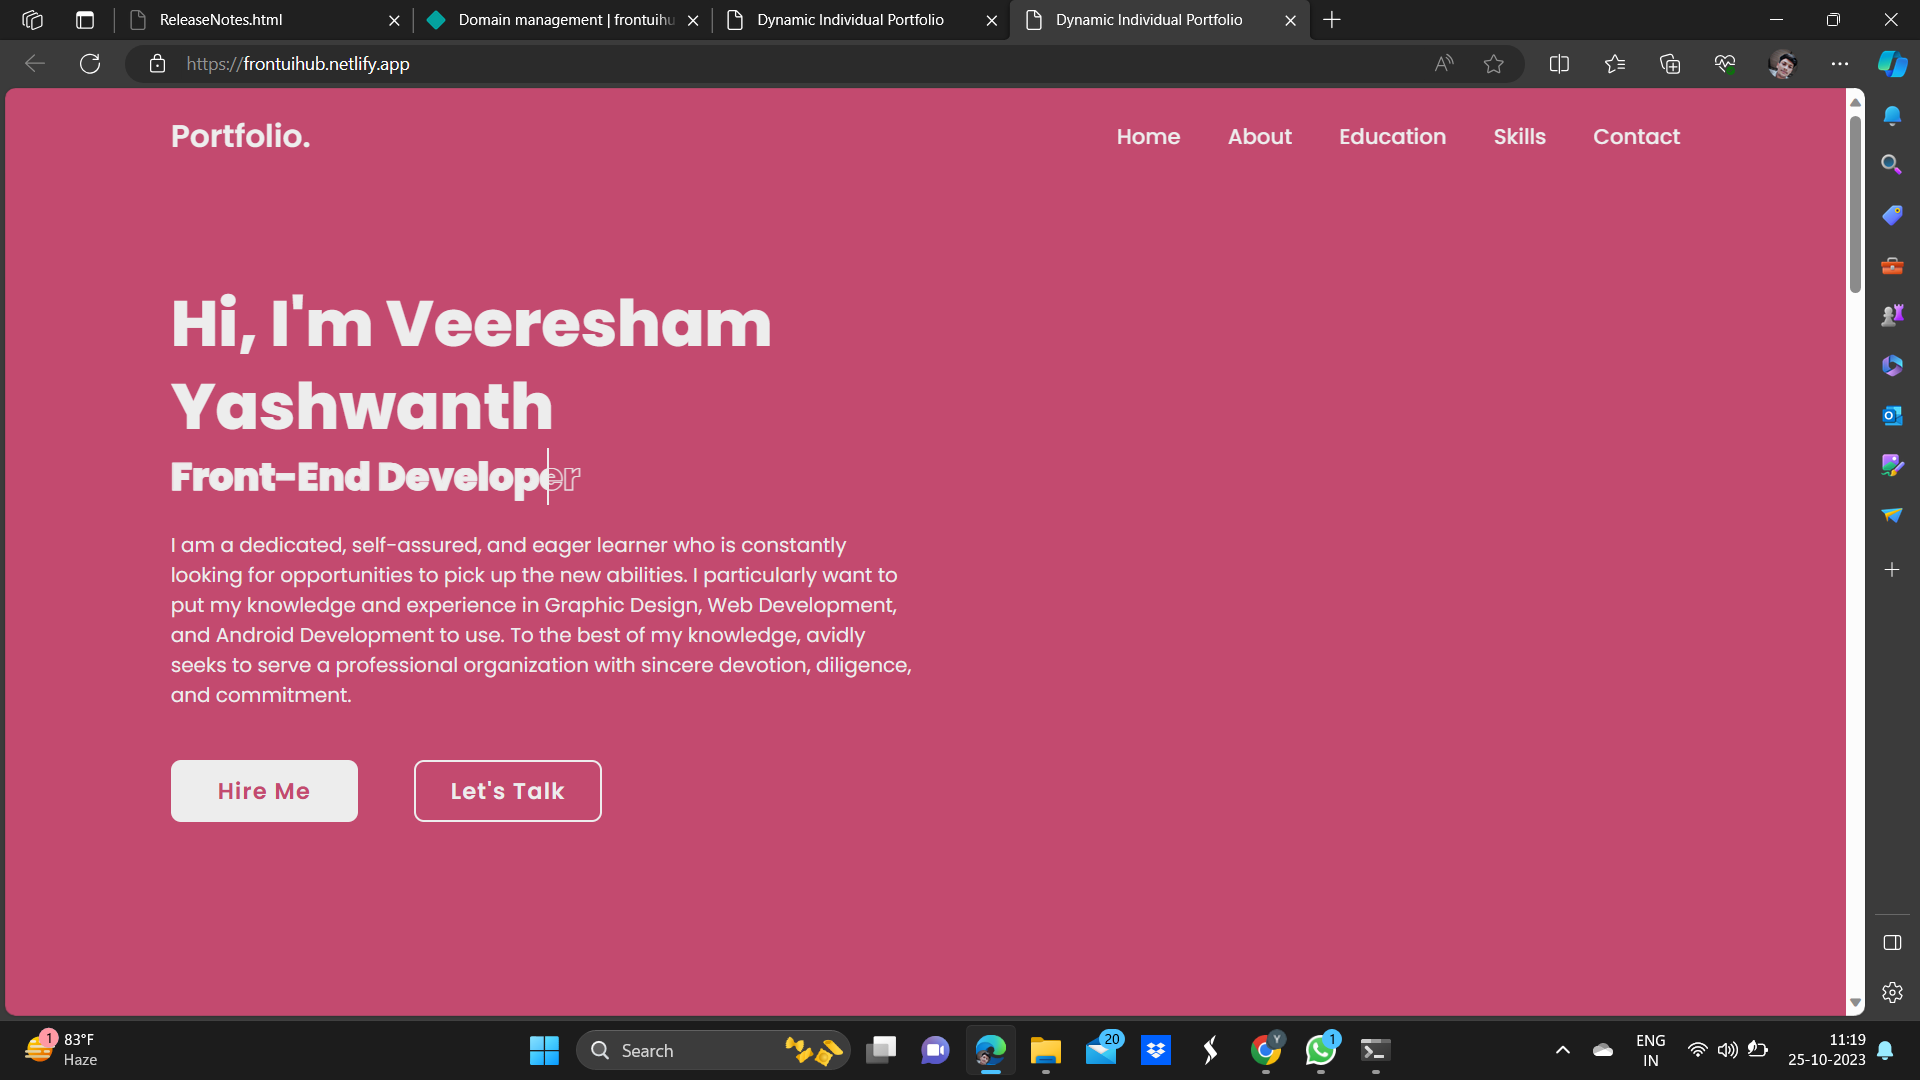 ReleaseNotes.html
Domain management | frontuihu
Dynamic Individual Portfolio
Dynamic Individual Portfolio
https://frontuihub.netlify.app
Portfolio.
Home
About
Education
Skills
Contact
Hi, I'm Veeresham
Yashwanth
Front-End Developer
I am a dedicated, self-assured, and eager learner who is constantly
looking for opportunities to pick up the new abilities. I particularly want to
put my knowledge and experience in Graphic Design, Web Development,
and Android Development to use. To the best of my knowledge, avidly
seeks to serve a professional organization with sincere devotion, diligence,
and commitment.
Hire Me
Let's Talk
1
83°F
Haze
Search
20
Y
1
ENG
IN
11:19
25-10-2023